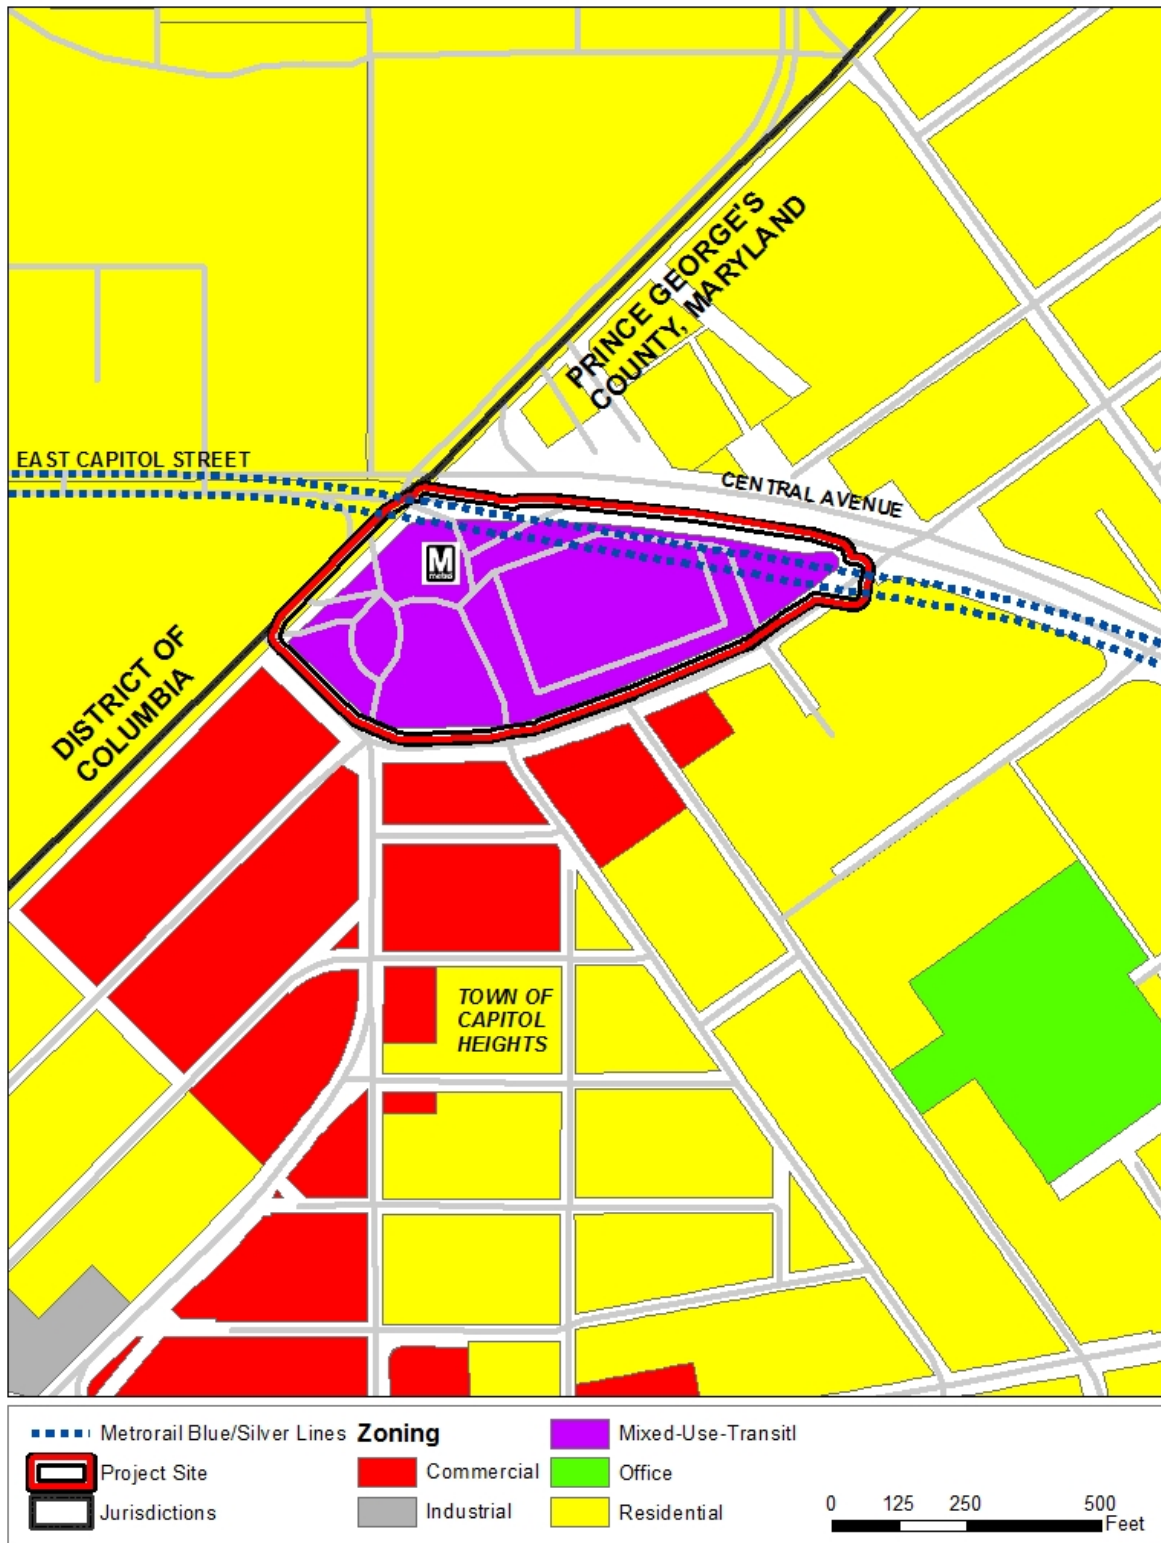 PRINCE GEORGE'S
COUNTY, MARYLAND
EAST CAPITOL STREET
CENTRAL AVENUE
M
metro
DISTRICT OF
COLUMBIA
TOWN OF
CAPITOL
HEIGHTS
Metrorail Blue/Silver Lines
Project Site
Jurisdictions
Zoning
Commercial
Industrial
Mixed-Use-Transitl
Office
Residential
0 125 250 500
Feet